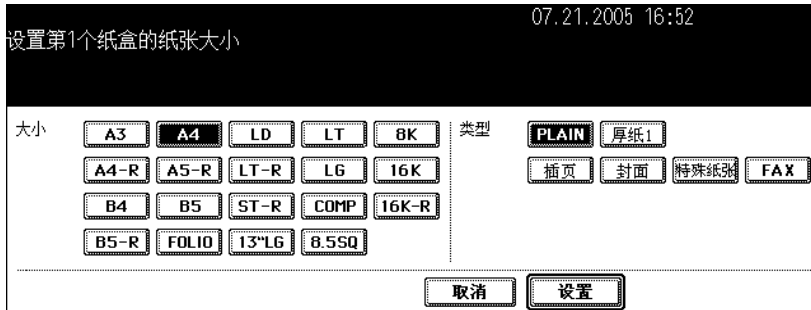 07.21.2005 16:52
设置第1个纸盒的纸张大小
大小 A3 A4 LD LT 8K 类型 PLAIN 厚纸1
A4-R A5-R LT-R LG 16K 插页 封面 特殊纸张 FAX
B4 B5 ST-R COMP 16K-R
B5-R FOLIO 13"LG 8.5SQ
取消 设置